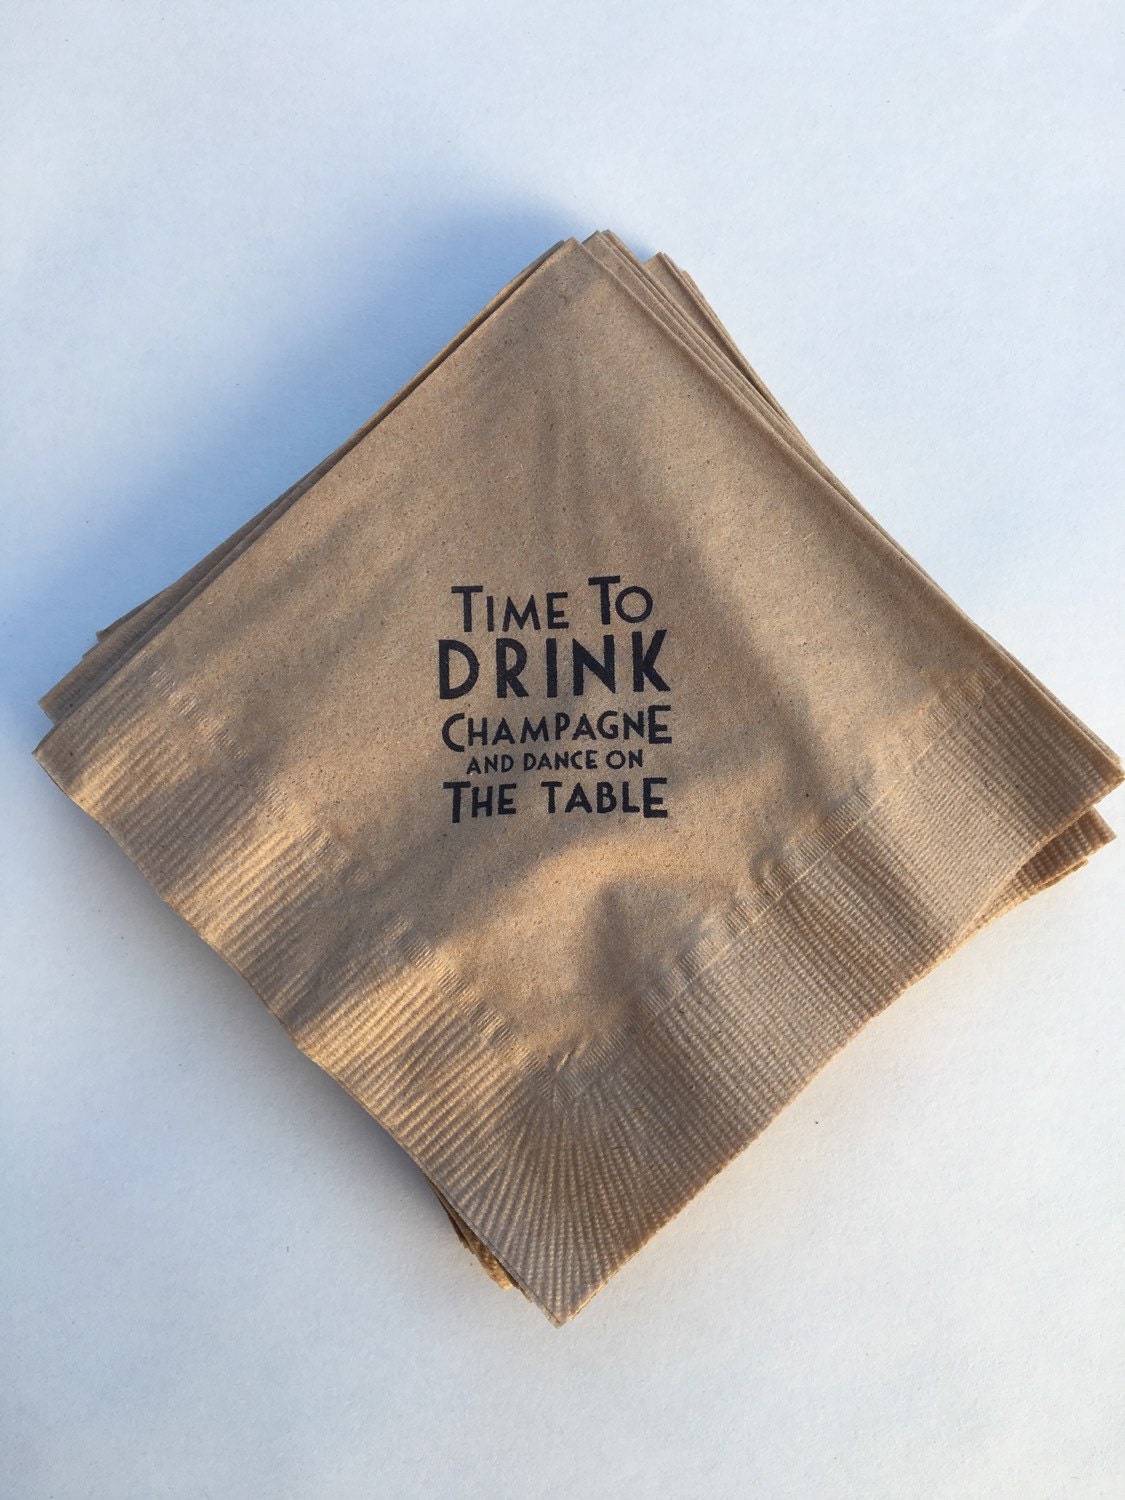 Time To
DRINK
CHAMPAGNE
AND DANCE ON
THE TABLE